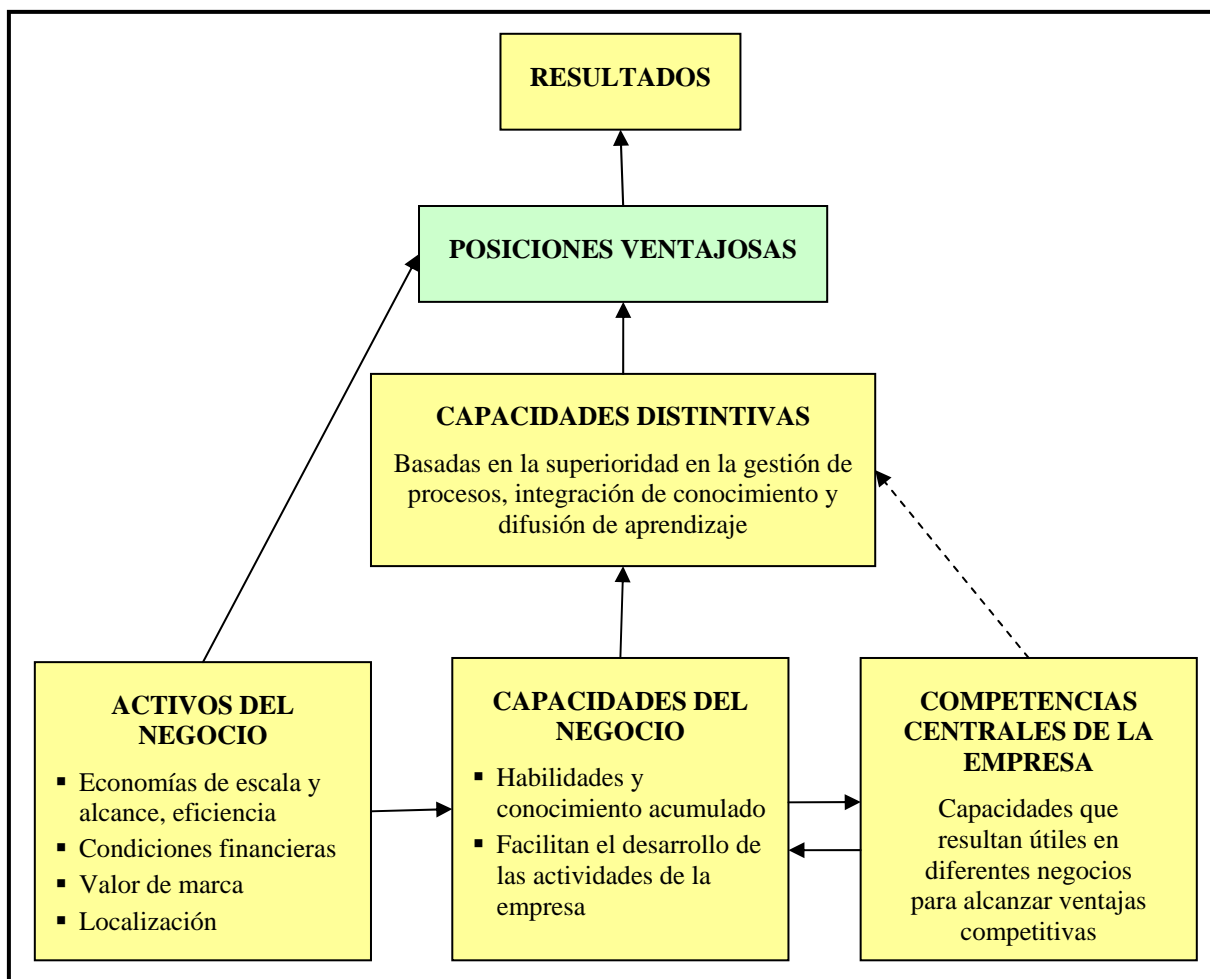 RESULTADOS
POSICIONES VENTAJOSAS
CAPACIDADES DISTINTIVAS
Basadas en la superioridad en la gestión de
procesos, integración de conocimiento y
difusión de aprendizaje
ACTIVOS DEL
NEGOCIO
▪ Economías de escala y
alcance, eficiencia
▪ Condiciones financieras
▪ Valor de marca
▪ Localización
CAPACIDADES DEL
NEGOCIO
▪ Habilidades y
conocimiento acumulado
▪ Facilitan el desarrollo de
las actividades de la
empresa
COMPETENCIAS
CENTRALES DE LA
EMPRESA
Capacidades que
resultan útiles en
diferentes negocios
para alcanzar ventajas
competitivas